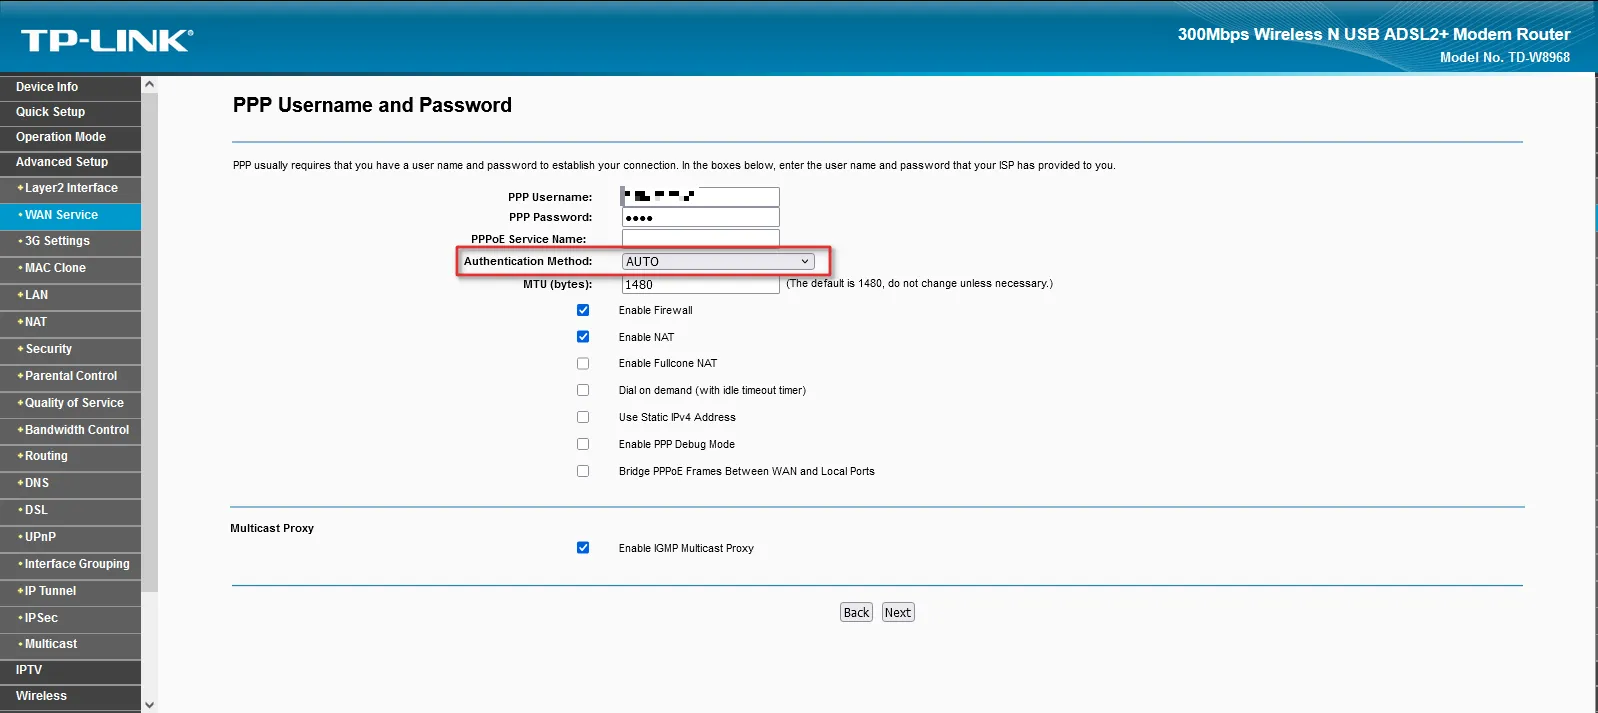 TP-LINK®
300Mbps Wireless N USB ADSL2+ Modem Router
Model No. TD-W8968
Device Info
Quick Setup
Operation Mode
Advanced Setup
Layer2 Interface
WAN Service
3G Settings
MAC Clone
LAN
NAT
Security
Parental Control
Quality of Service
Bandwidth Control
Routing
DNS
DSL
UPnP
Interface Grouping
IP Tunnel
IPSec
Multicast
IPTV
Wireless
PPP Username and Password
PPP usually requires that you have a user name and password to establish your connection. In the boxes below, enter the user name and password that your ISP has provided to you.
PPP Username:
PPP Password: ●●●●
PPPoE Service Name:
Authentication Method: AUTO
MTU (bytes): 1480 (The default is 1480, do not change unless necessary.)
Enable Firewall
Enable NAT
Enable Fullcone NAT
Dial on demand (with idle timeout timer)
Use Static IPv4 Address
Enable PPP Debug Mode
Bridge PPPoE Frames Between WAN and Local Ports
Multicast Proxy
Enable IGMP Multicast Proxy
Back Next